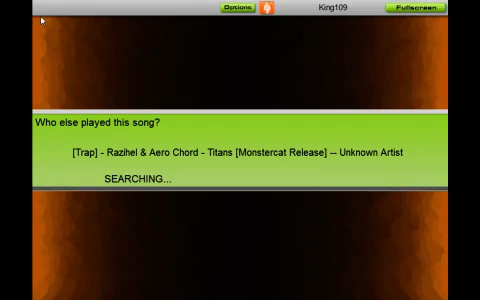 Options King109 Fullscreen
Who else played this song?
[Trap] - Razihel & Aero Chord - Titans [Monstercat Release] -- Unknown Artist
SEARCHING...